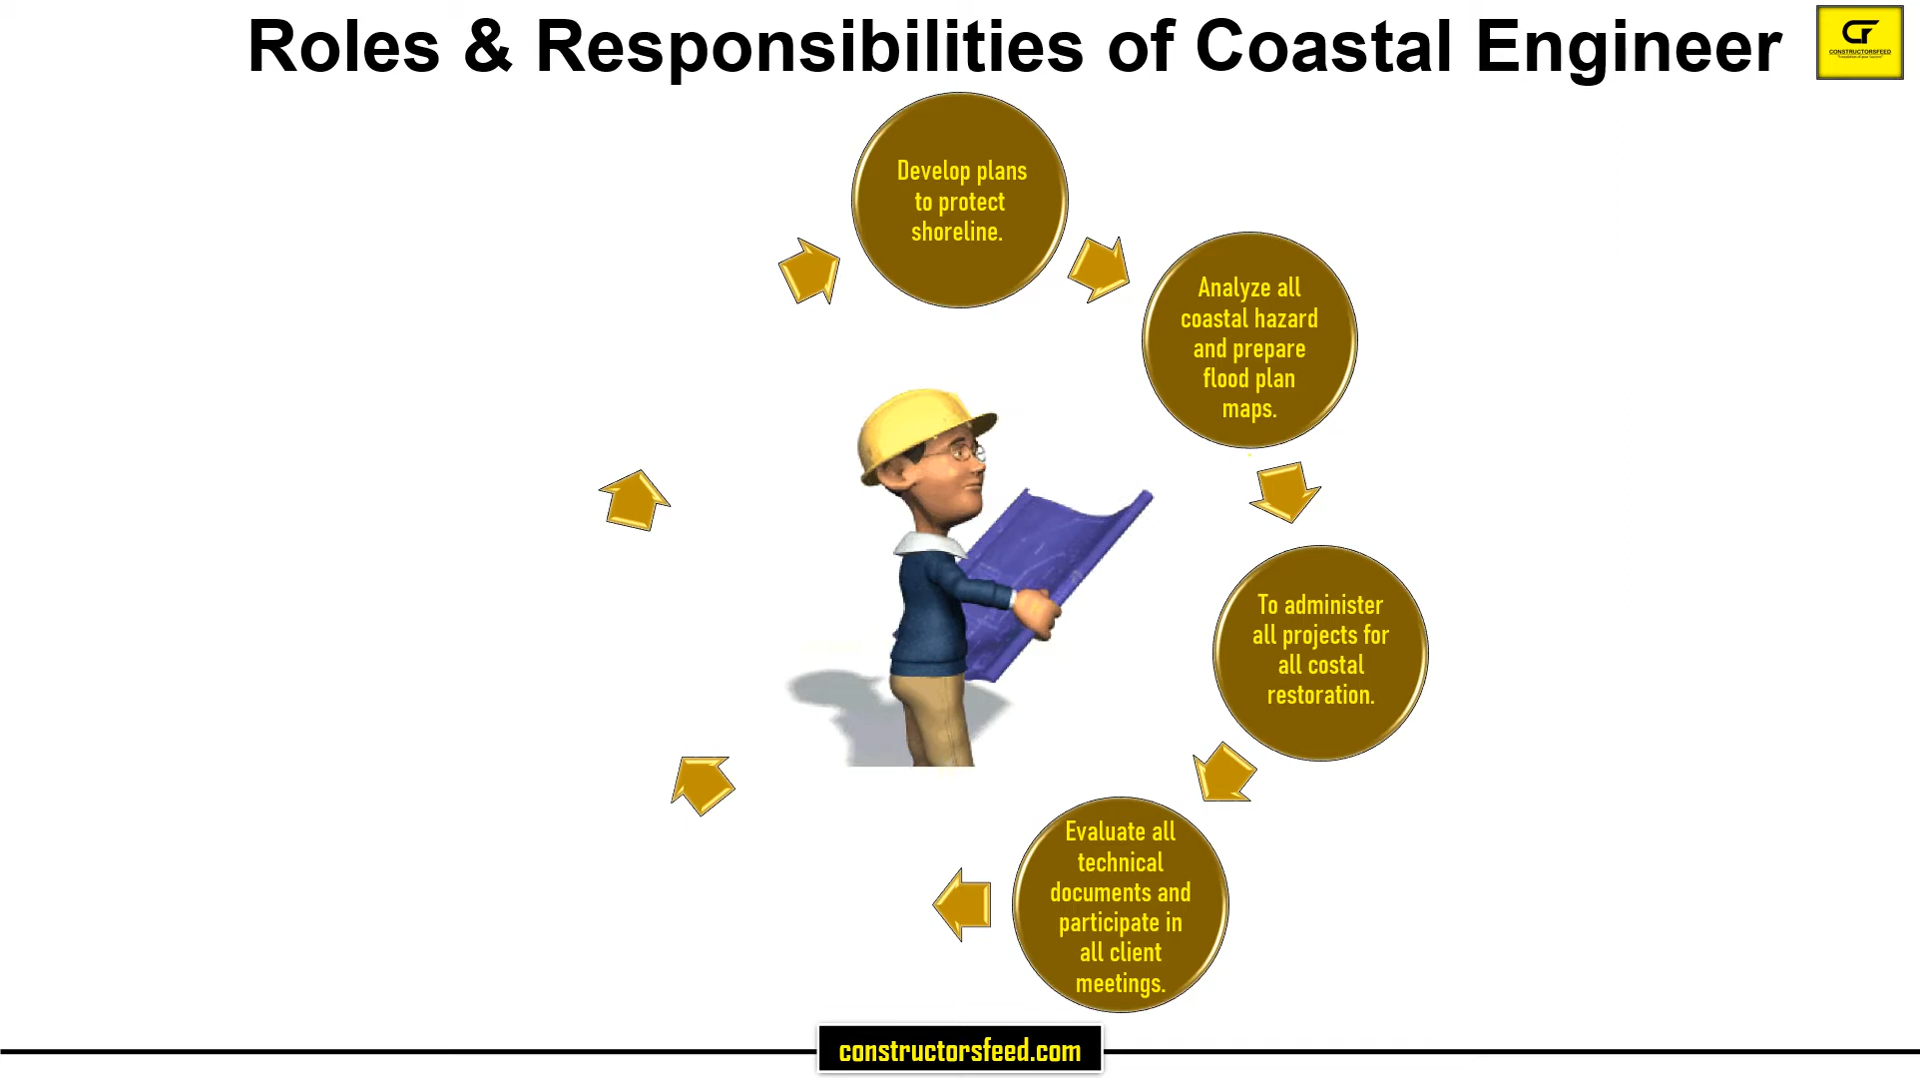 Roles & Responsibilities of Coastal Engineer
CONSTRUCTORSFEED
Develop plans
to protect
shoreline.
Analyze all
coastal hazard
and prepare
flood plan
maps.
To administer
all projects for
all costal
restoration.
Evaluate all
technical
documents and
participate in
all client
meetings.
constructorsfeed.com